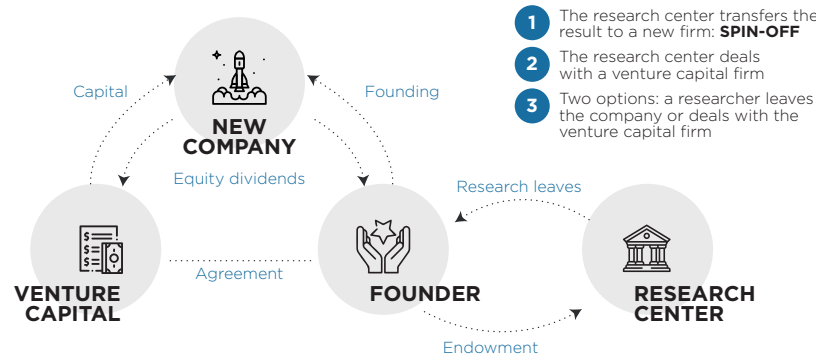 1 The research center transfers the
result to a new firm: SPIN-OFF
2 The research center deals
with a venture capital firm
3 Two options: a researcher leaves
the company or deals with the
venture capital firm
Capital
Founding
NEW
COMPANY
Equity dividends
Research leaves
$
$
$
Agreement
VENTURE
CAPITAL
FOUNDER
RESEARCH
CENTER
Endowment